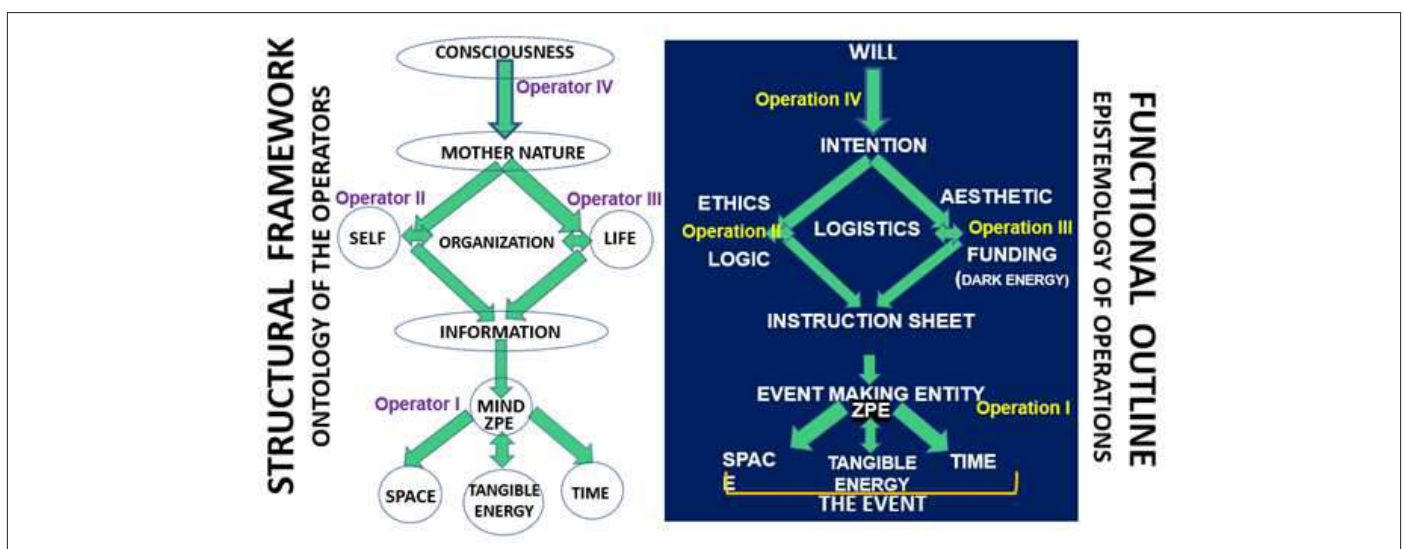 STRUCTURAL FRAMEWORK
ONTOLOGY OF THE OPERATORS
CONSCIOUSNESS
Operator IV
MOTHER NATURE
Operator II
Operator III
SELF
ORGANIZATION
LIFE
INFORMATION
Operator I
MIND
ZPE
SPACE
TANGIBLE
ENERGY
TIME
WILL
Operation IV
INTENTION
ETHICS
AESTHETIC
Operation II
LOGISTICS
Operation III
LOGIC
FUNDING
(DARK ENERGY)
INSTRUCTION SHEET
EVENT MAKING ENTITY
ZPE
Operation I
SPAC
E
TANGIBLE
ENERGY
TIME
THE EVENT
EPISTEMOLOGY OF OPERATIONS
FUNCTIONAL OUTLINE